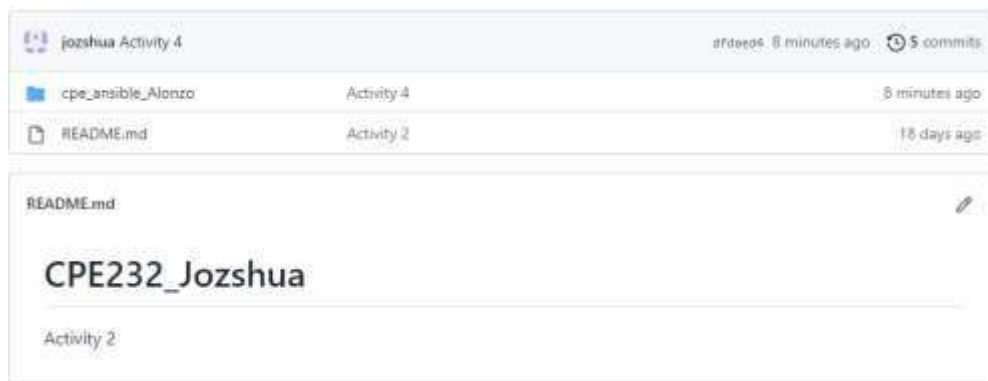 jozshua Activity 4 8 minutes ago 5 commits
cpe_ansible_Alonzo Activity 4 8 minutes ago
README.md Activity 2 18 days ago
README.md
CPE232_Jozshua
Activity 2